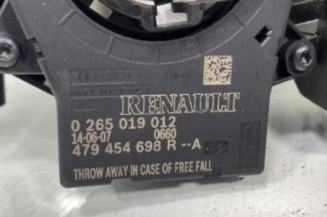 RENAULT
0 265 019 012
14-06-07 0660
479 454 698 R --A
THROW AWAY IN CASE OF FREE FALL